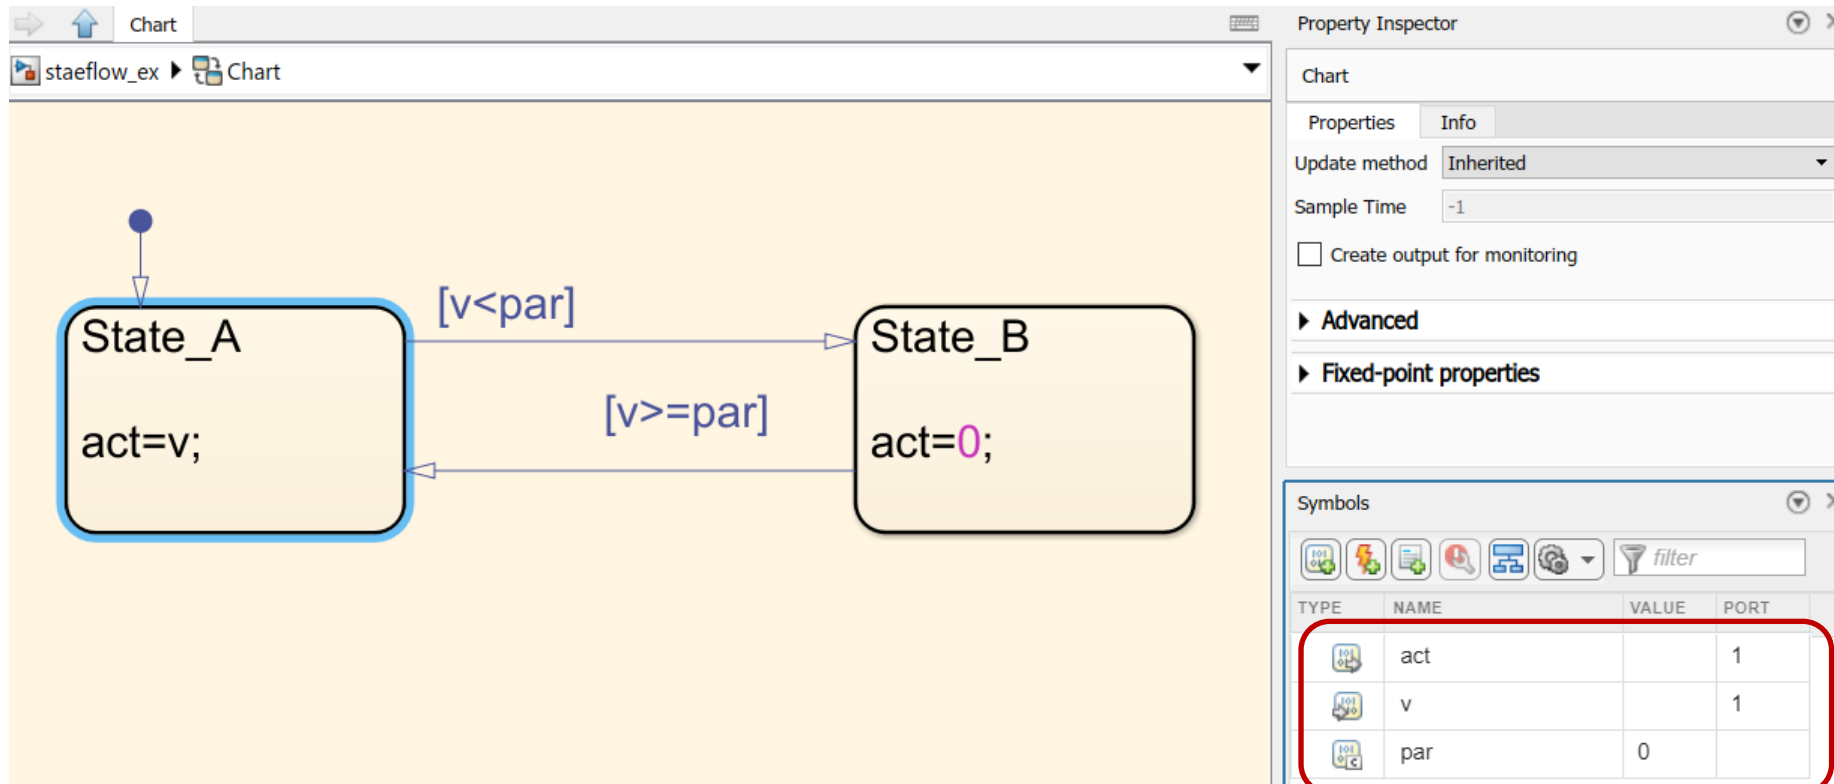 Chart
staeflow_ex Chart
State_A
act=v;
[v<par]
[v>=par]
State_B
act=0;
Property Inspector
Chart
Properties Info
Update method Inherited
Sample Time -1
Create output for monitoring
Advanced
Fixed-point properties
Symbols
filter
TYPE NAME VALUE PORT
act 1
v 1
par 0